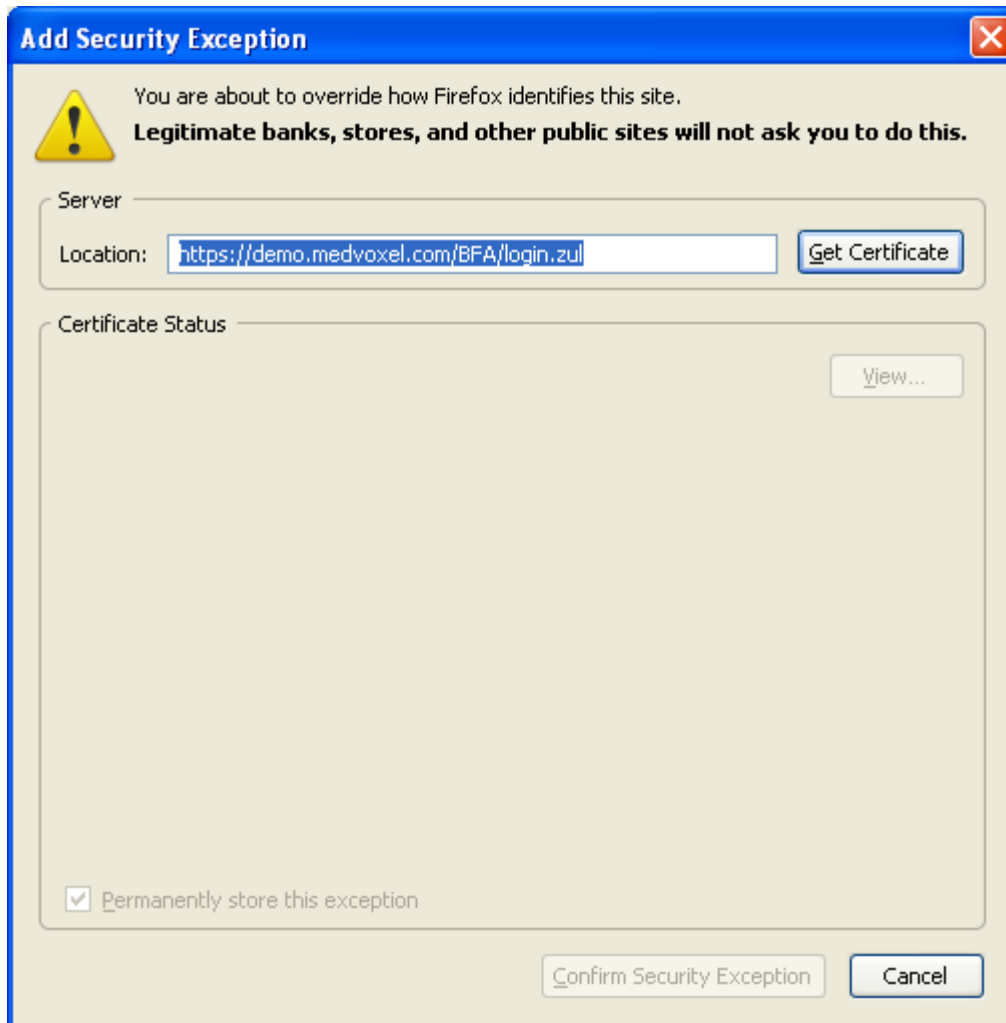 Add Security Exception
You are about to override how Firefox identifies this site.
Legitimate banks, stores, and other public sites will not ask you to do this.
Server
Location: https://demo.medvoxel.com/BFA/login.zul Get Certificate
Certificate Status
View...
Permanently store this exception
Confirm Security Exception Cancel